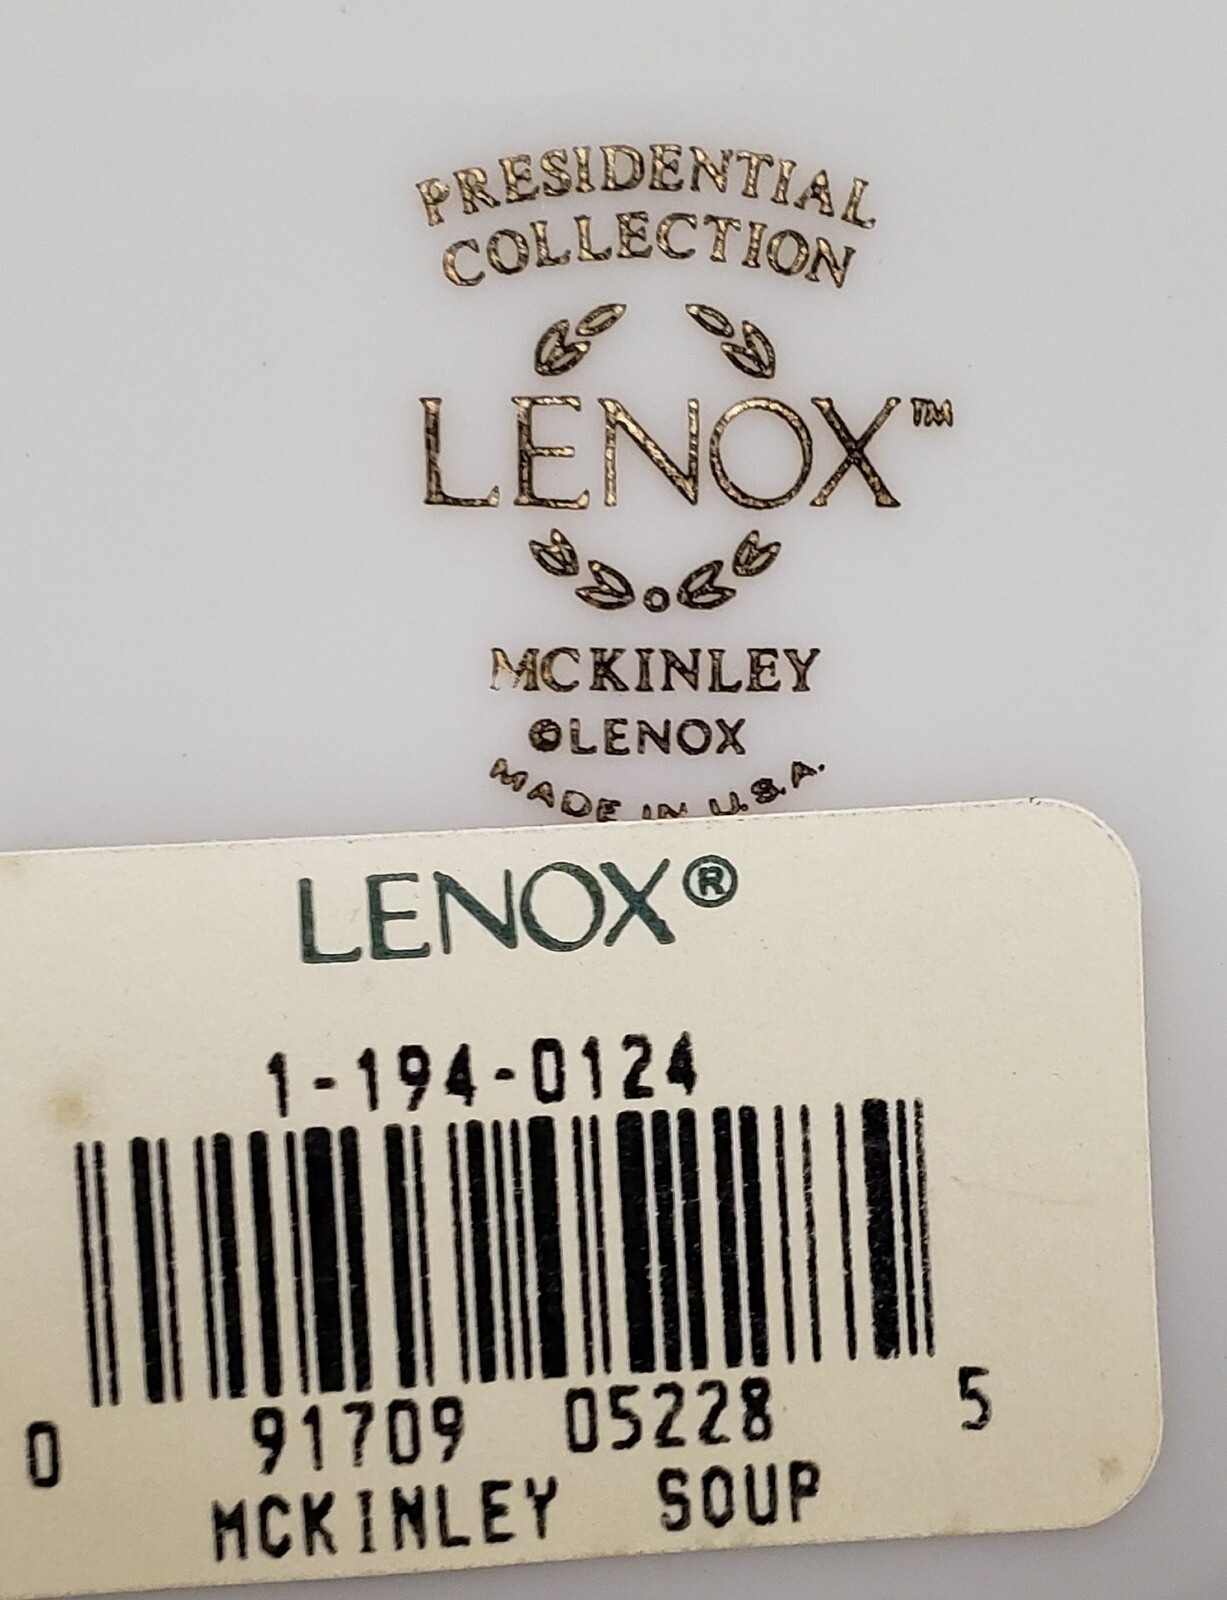 PRESIDENTIAL
COLLECTION
LENOX™
MCKINLEY
©LENOX
MADE IN U.S.A.
LENOX®
1-194-0124
0 91709 05228 5
MCKINLEY SOUP